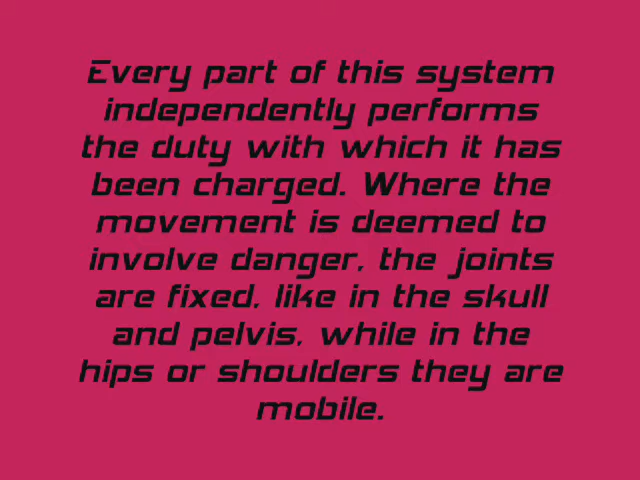 Every part of this system
independently performs
the duty with which it has
been charged. Where the
movement is deemed to
involve danger, the joints
are fixed, like in the skull
and pelvis, while in the
hips or shoulders they are
mobile.